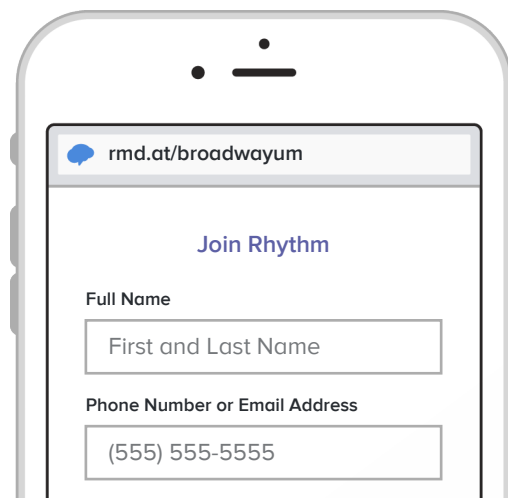 rmd.at/broadwayum
Join Rhythm
Full Name
First and Last Name
Phone Number or Email Address
(555) 555-5555